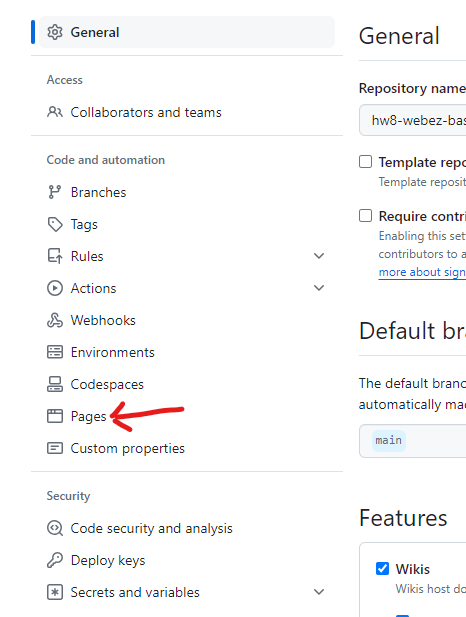 General
Access
Collaborators and teams
Code and automation
Branches
Tags
Rules
Actions
Webhooks
Environments
Codespaces
Pages
Custom properties
Security
Code security and analysis
Deploy keys
Secrets and variables
General
Repository name
hw8-webez-bas
Template repo
Template reposit
Require contri
Enabling this set
contributors to a
more about sign
Default bra
The default branc
automatically mac
main
Features
Wikis
Wikis host do